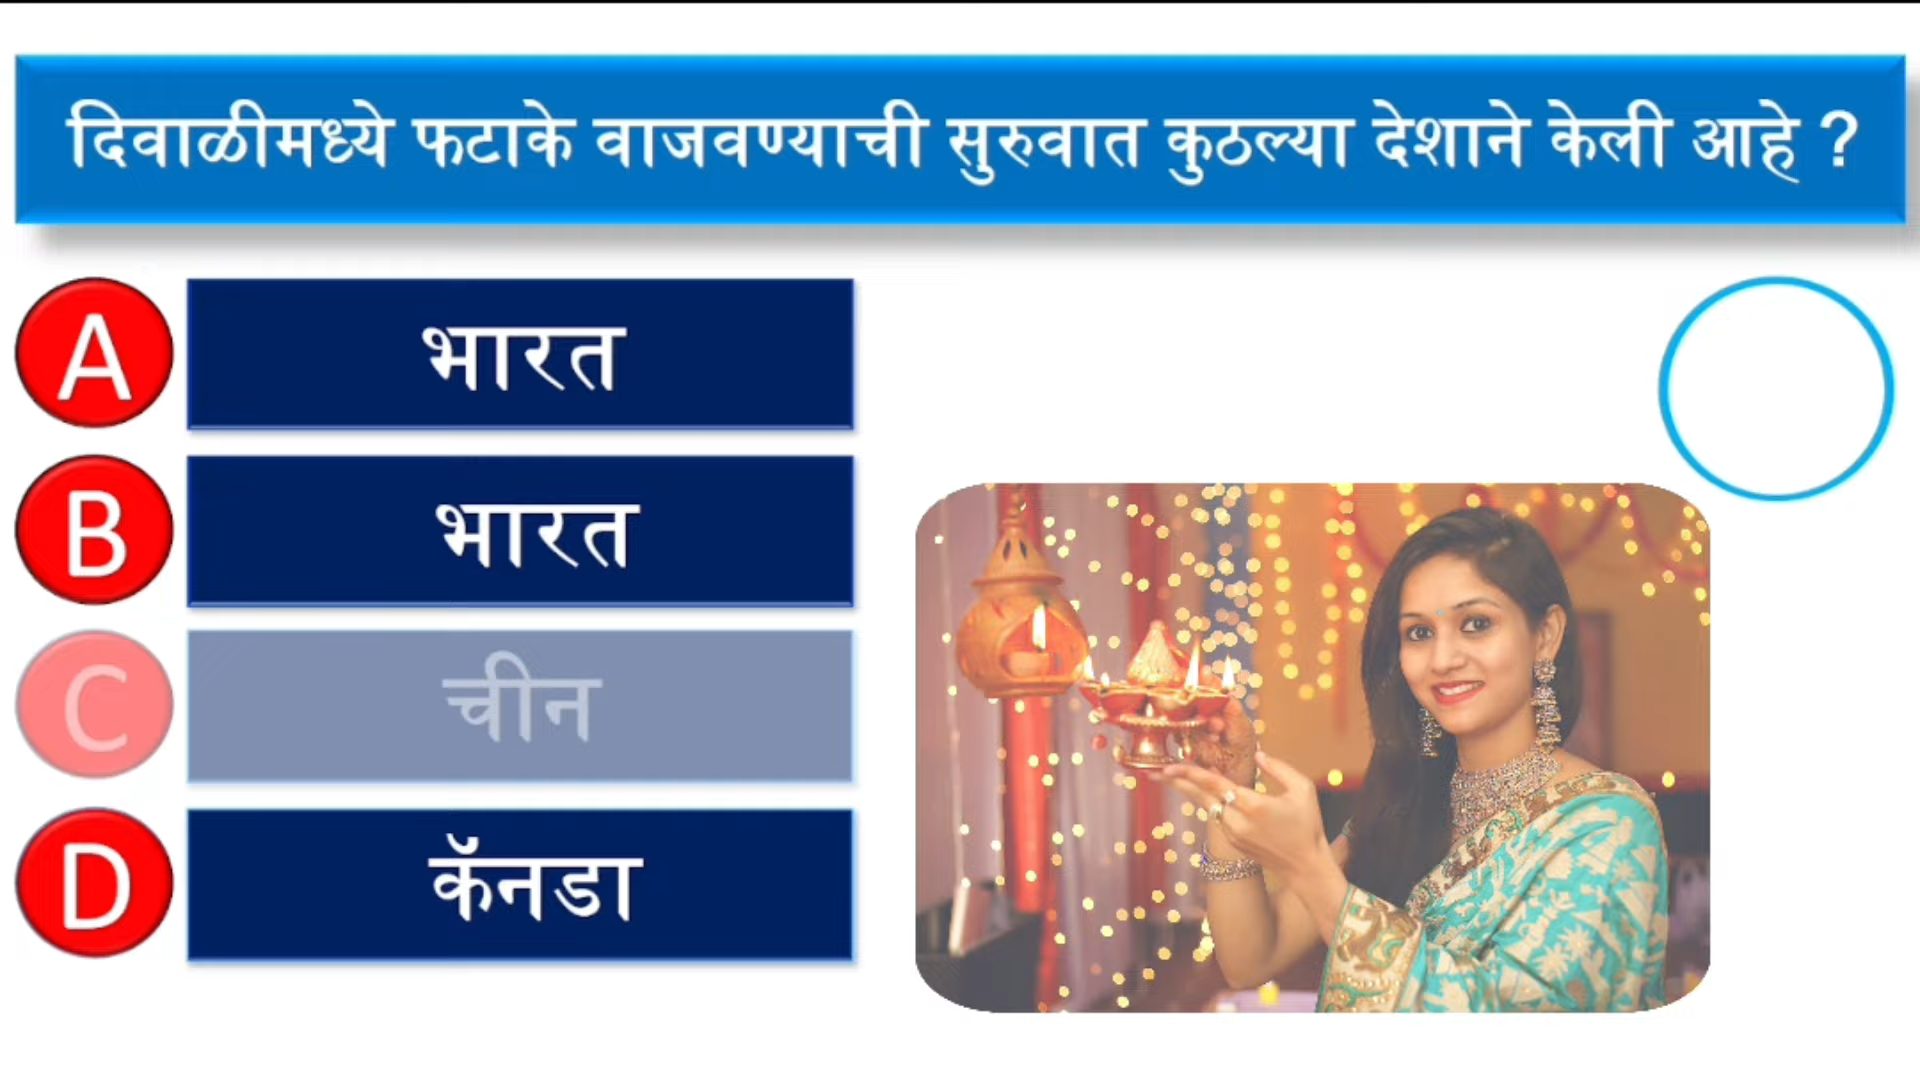 दिवाळीमध्ये फटाके वाजवण्याची सुरुवात कुठल्या देशाने केली आहे ?
A भारत
B भारत
C चीन
D कॅनडा